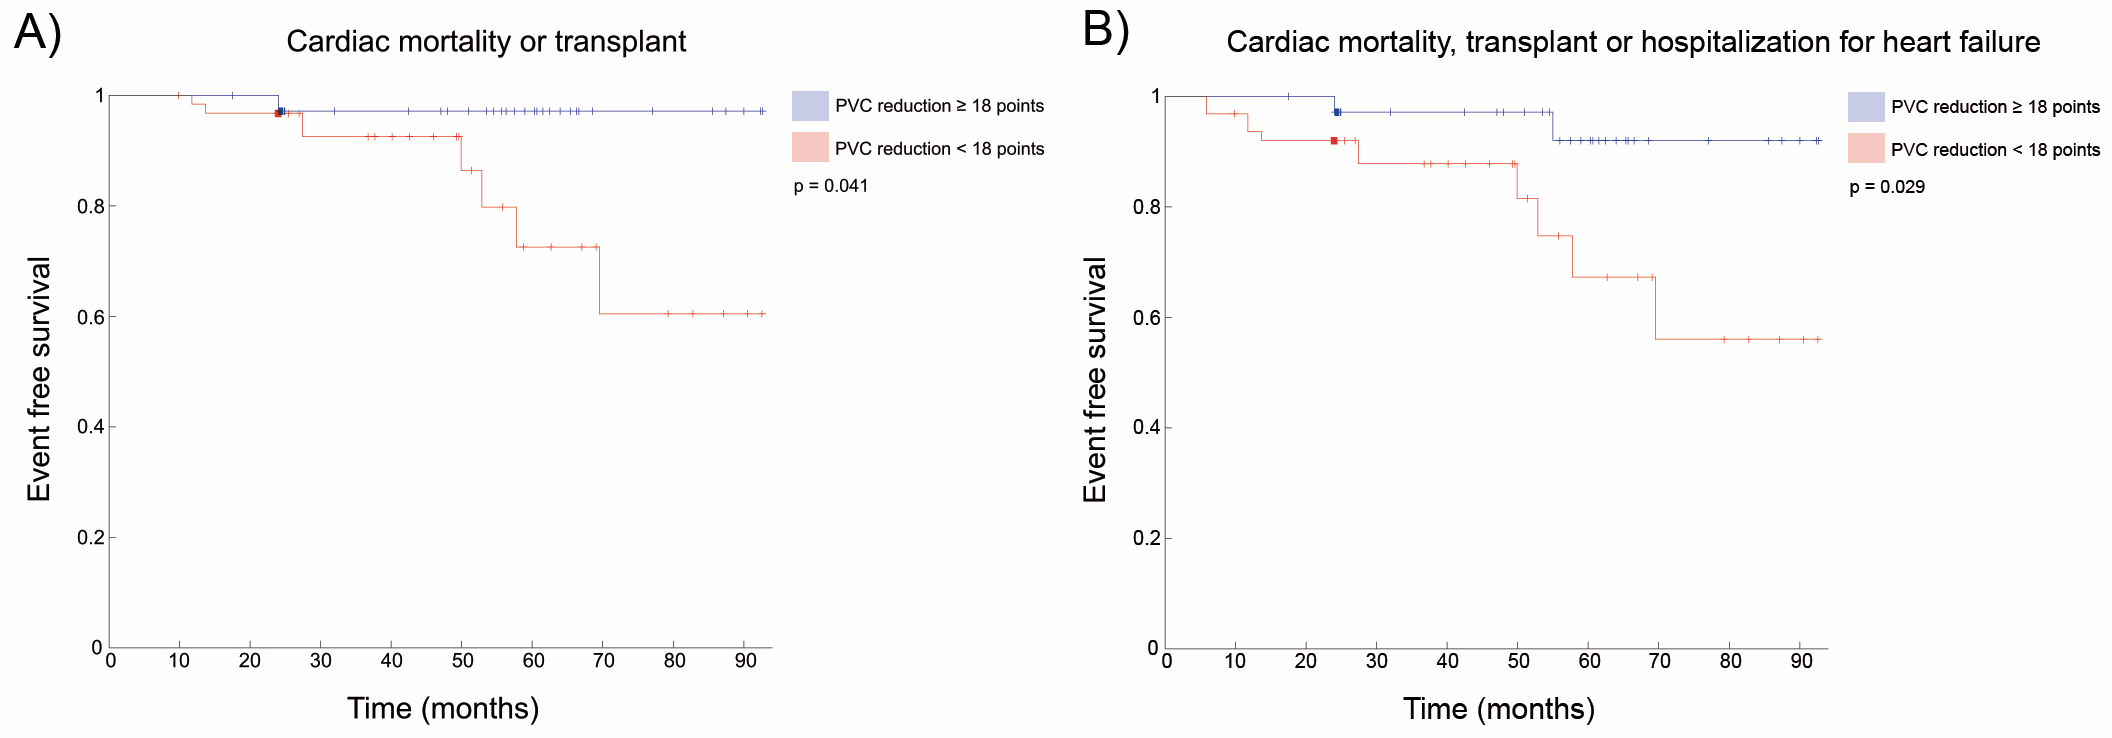 A)
Cardiac mortality or transplant
1
0.8
0.6
0.4
0.2
0
0 10 20 30 40 50 60 70 80 90
Event free survival
Time (months)
PVC reduction ≥ 18 points
PVC reduction < 18 points
p = 0.041
B)
Cardiac mortality, transplant or hospitalization for heart failure
1
0.8
0.6
0.4
0.2
0
0 10 20 30 40 50 60 70 80 90
Event free survival
Time (months)
PVC reduction ≥ 18 points
PVC reduction < 18 points
p = 0.029